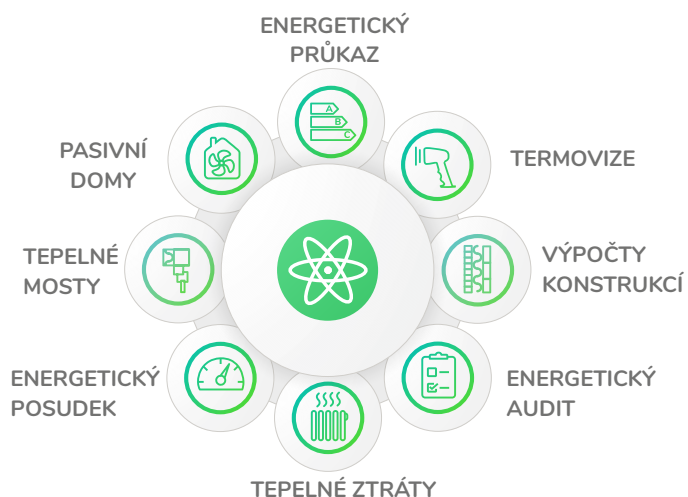 ENERGETICKÝ
PRŮKAZ
A
B
C
PASIVNÍ
DOMY
TERMOVIZE
TEPELNÉ
MOSTY
VÝPOČTY
KONSTRUKCÍ
ENERGETICKÝ
POSUDEK
ENERGETICKÝ
AUDIT
TEPELNÉ ZTRÁTY